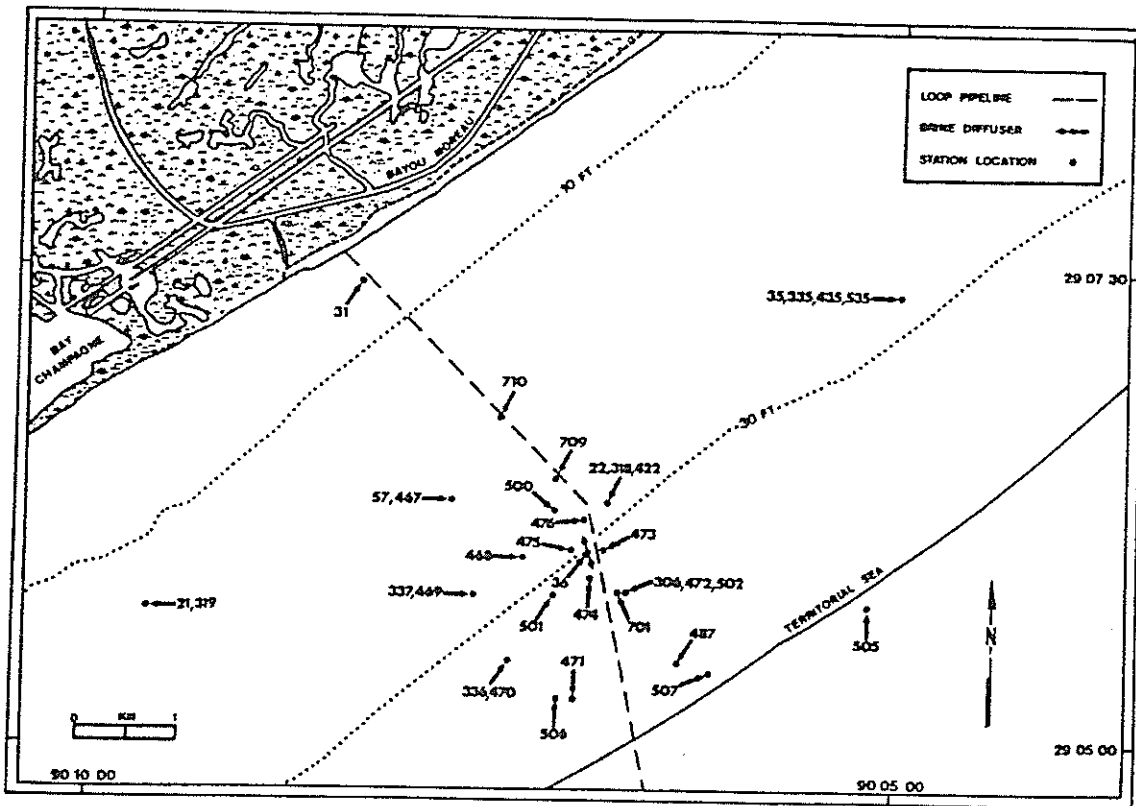 LOOP PIPELINE
BRINE DIFFUSER
STATION LOCATION
BAYOU MOREAU
10 FT
29 07 30
31
35,335,435,535
BAY
CHAMPAGNE
710
30 FT
709
22,318,422
57,467
500
476
475
473
468
36
337,469
306,472,502
21,319
501
474
701
TERRITORIAL SEA
487
505
N
471
336,470
507
506
0 KM 1
29 05 00
90 10 00
90 05 00